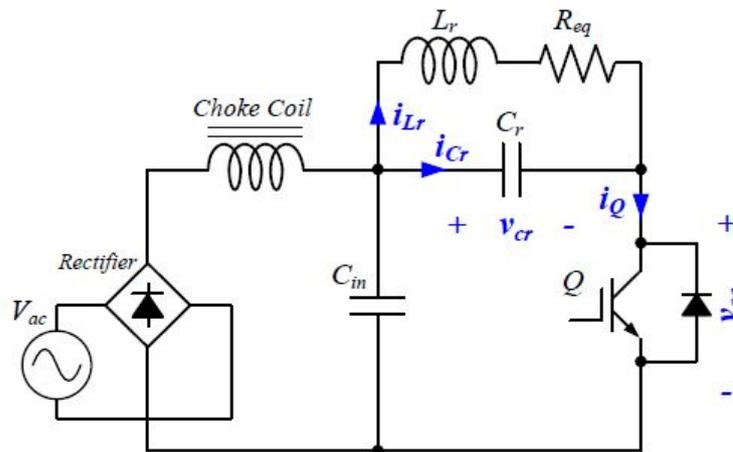 L_r
R_eq
Choke Coil
i_Lr
i_Cr
C_r
i_Q
+ v_cr -
+
Rectifier
C_in
Q
V_ac
-